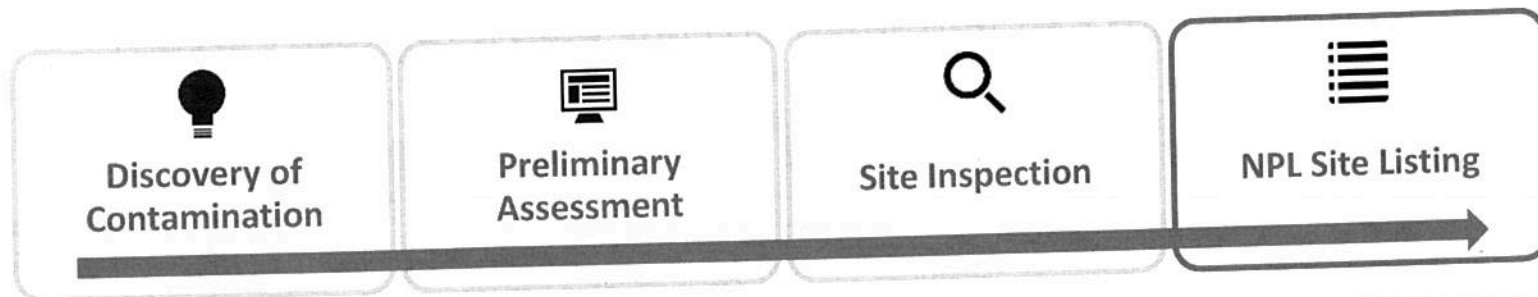 Discovery of
Contamination
Preliminary
Assessment
Site Inspection
NPL Site Listing